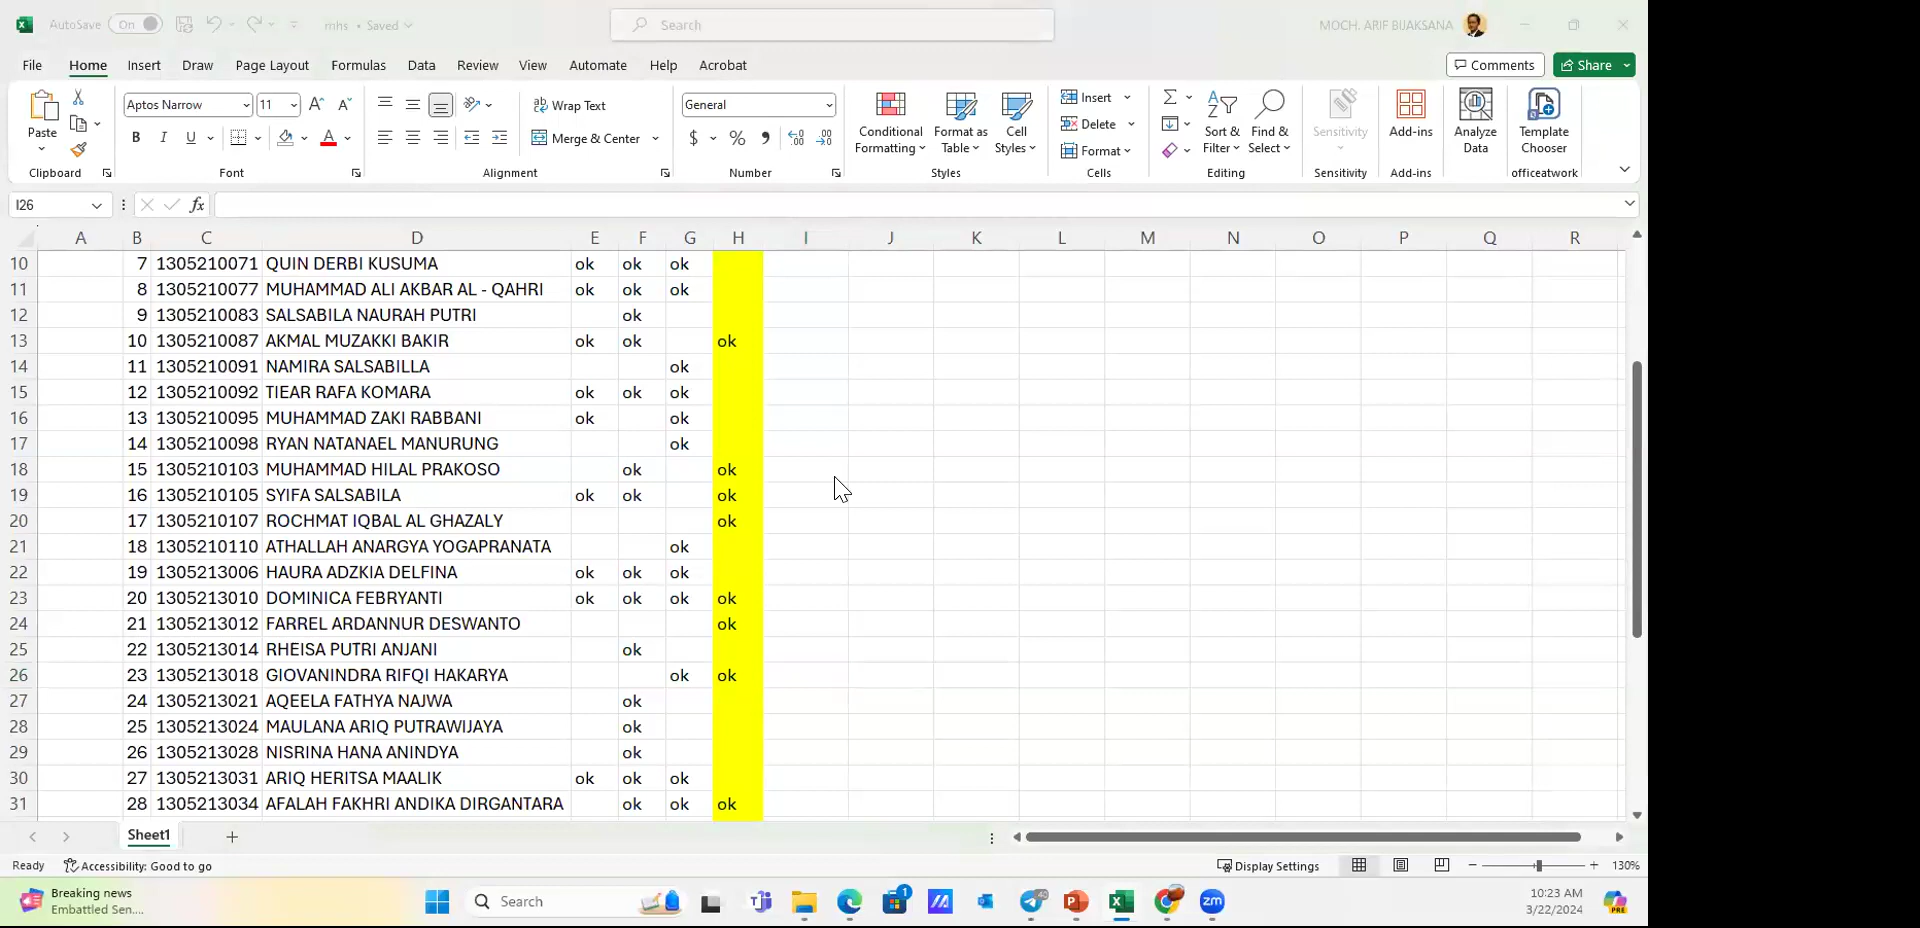 AutoSave On mhs • Saved Search MOCH. ARIF BIJAKSANA
File Home Insert Draw Page Layout Formulas Data Review View Automate Help Acrobat Comments Share
Paste Aptos Narrow 11 Wrap Text General Conditional Formatting Format as Table Cell Styles Insert Sort & Filter Find & Select Sensitivity Add-ins Analyze Data Template Chooser
B I U Merge & Center $ % Delete
Format
Clipboard Font Alignment Number Styles Cells Editing Sensitivity Add-ins officeatwork
I26 fx
A B C D E F G H I J K L M N O P Q R
10 7 1305210071 QUIN DERBI KUSUMA ok ok ok
11 8 1305210077 MUHAMMAD ALI AKBAR AL - QAHRI ok ok ok
12 9 1305210083 SALSABILA NAURAH PUTRI ok
13 10 1305210087 AKMAL MUZAKKI BAKIR ok ok ok
14 11 1305210091 NAMIRA SALSABILLA ok
15 12 1305210092 TIEAR RAFA KOMARA ok ok ok
16 13 1305210095 MUHAMMAD ZAKI RABBANI ok ok
17 14 1305210098 RYAN NATANAEL MANURUNG ok
18 15 1305210103 MUHAMMAD HILAL PRAKOSO ok ok
19 16 1305210105 SYIFA SALSABILA ok ok ok
20 17 1305210107 ROCHMAT IQBAL AL GHAZALY ok
21 18 1305210110 ATHALLAH ANARGYA YOGAPRANATA ok
22 19 1305213006 HAURA ADZKIA DELFINA ok ok ok
23 20 1305213010 DOMINICA FEBRYANTI ok ok ok ok
24 21 1305213012 FARREL ARDANNUR DESWANTO ok
25 22 1305213014 RHEISA PUTRI ANJANI ok
26 23 1305213018 GIOVANINDRA RIFQI HAKARYA ok ok
27 24 1305213021 AQEELA FATHYA NAJWA ok
28 25 1305213024 MAULANA ARIQ PUTRAWIJAYA ok
29 26 1305213028 NISRINA HANA ANINDYA ok
30 27 1305213031 ARIQ HERITSA MAALIK ok ok ok
31 28 1305213034 AFALAH FAKHRI ANDIKA DIRGANTARA ok ok ok
Sheet1
Ready Accessibility: Good to go Display Settings 130%
Breaking news
Embattled Sen.... Search
10:23 AM
3/22/2024